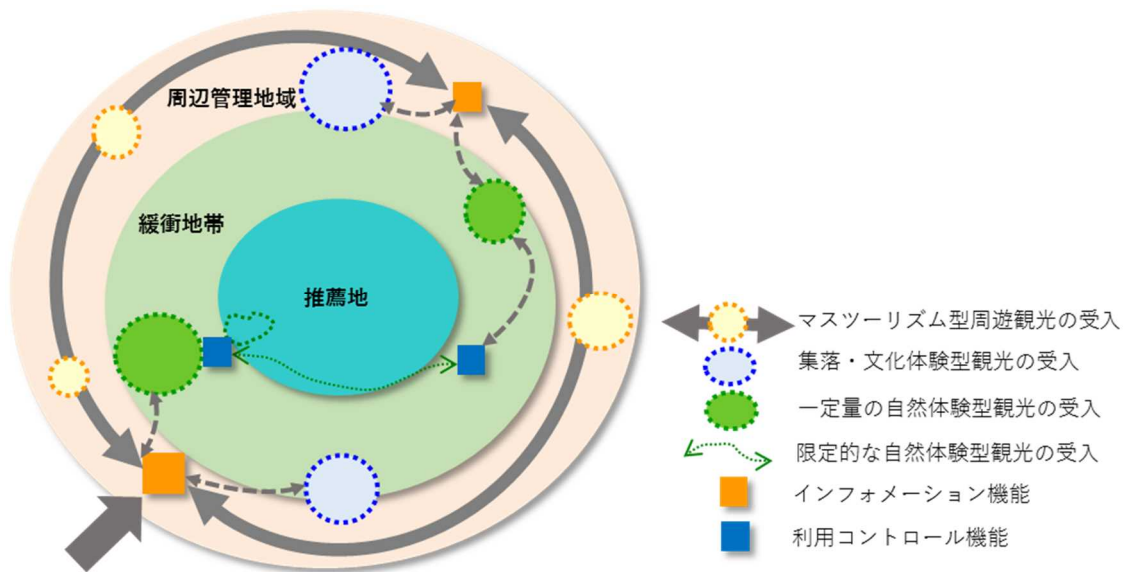 周辺管理地域
緩衝地帯
推薦地
マスツーリズム型周遊観光の受入
集落・文化体験型観光の受入
一定量の自然体験型観光の受入
限定的な自然体験型観光の受入
インフォメーション機能
利用コントロール機能